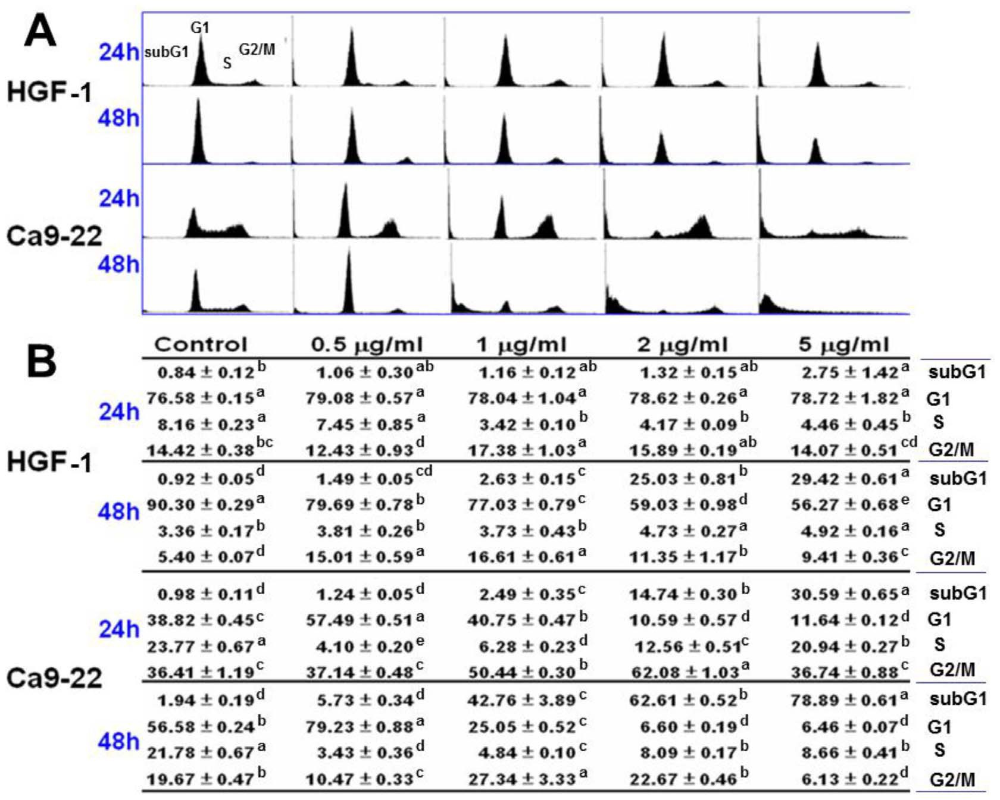 A
G1
subG1
S
G2/M
24h
HGF-1
48h
24h
Ca9-22
48h
B
Control 0.5 µg/ml 1 µg/ml 2 µg/ml 5 µg/ml
0.84 ± 0.12b 1.06 ± 0.30ab 1.16 ± 0.12ab 1.32 ± 0.15ab 2.75 ± 1.42a subG1
76.58 ± 0.15a 79.08 ± 0.57a 78.04 ± 1.04a 78.62 ± 0.26a 78.72 ± 1.82a G1
24h
8.16 ± 0.23a 7.45 ± 0.85a 3.42 ± 0.10b 4.17 ± 0.09b 4.46 ± 0.45b S
14.42 ± 0.38bc 12.43 ± 0.93d 17.38 ± 1.03a 15.89 ± 0.19ab 14.07 ± 0.51cd G2/M
HGF-1
0.92 ± 0.05d 1.49 ± 0.05cd 2.63 ± 0.15c 25.03 ± 0.81b 29.42 ± 0.61a subG1
90.30 ± 0.29a 79.69 ± 0.78b 77.03 ± 0.79c 59.03 ± 0.98d 56.27 ± 0.68e G1
48h
3.36 ± 0.17b 3.81 ± 0.26b 3.73 ± 0.43b 4.73 ± 0.27a 4.92 ± 0.16a S
5.40 ± 0.07d 15.01 ± 0.59a 16.61 ± 0.61a 11.35 ± 1.17b 9.41 ± 0.36c G2/M
0.98 ± 0.11d 1.24 ± 0.05d 2.49 ± 0.35c 14.74 ± 0.30b 30.59 ± 0.65a subG1
38.82 ± 0.45c 57.49 ± 0.51a 40.75 ± 0.47b 10.59 ± 0.57d 11.64 ± 0.12d G1
24h
23.77 ± 0.67a 4.10 ± 0.20e 6.28 ± 0.23d 12.56 ± 0.51c 20.94 ± 0.27b S
36.41 ± 1.19c 37.14 ± 0.48c 50.44 ± 0.30b 62.08 ± 1.03a 36.74 ± 0.88c G2/M
Ca9-22
1.94 ± 0.19d 5.73 ± 0.34d 42.76 ± 3.89c 62.61 ± 0.52b 78.89 ± 0.61a subG1
56.58 ± 0.24b 79.23 ± 0.88a 25.05 ± 0.52c 6.60 ± 0.19d 6.46 ± 0.07d G1
48h
21.78 ± 0.67a 3.43 ± 0.36d 4.84 ± 0.10c 8.09 ± 0.17b 8.66 ± 0.41b S
19.67 ± 0.47b 10.47 ± 0.33c 27.34 ± 3.33a 22.67 ± 0.46b 6.13 ± 0.22d G2/M